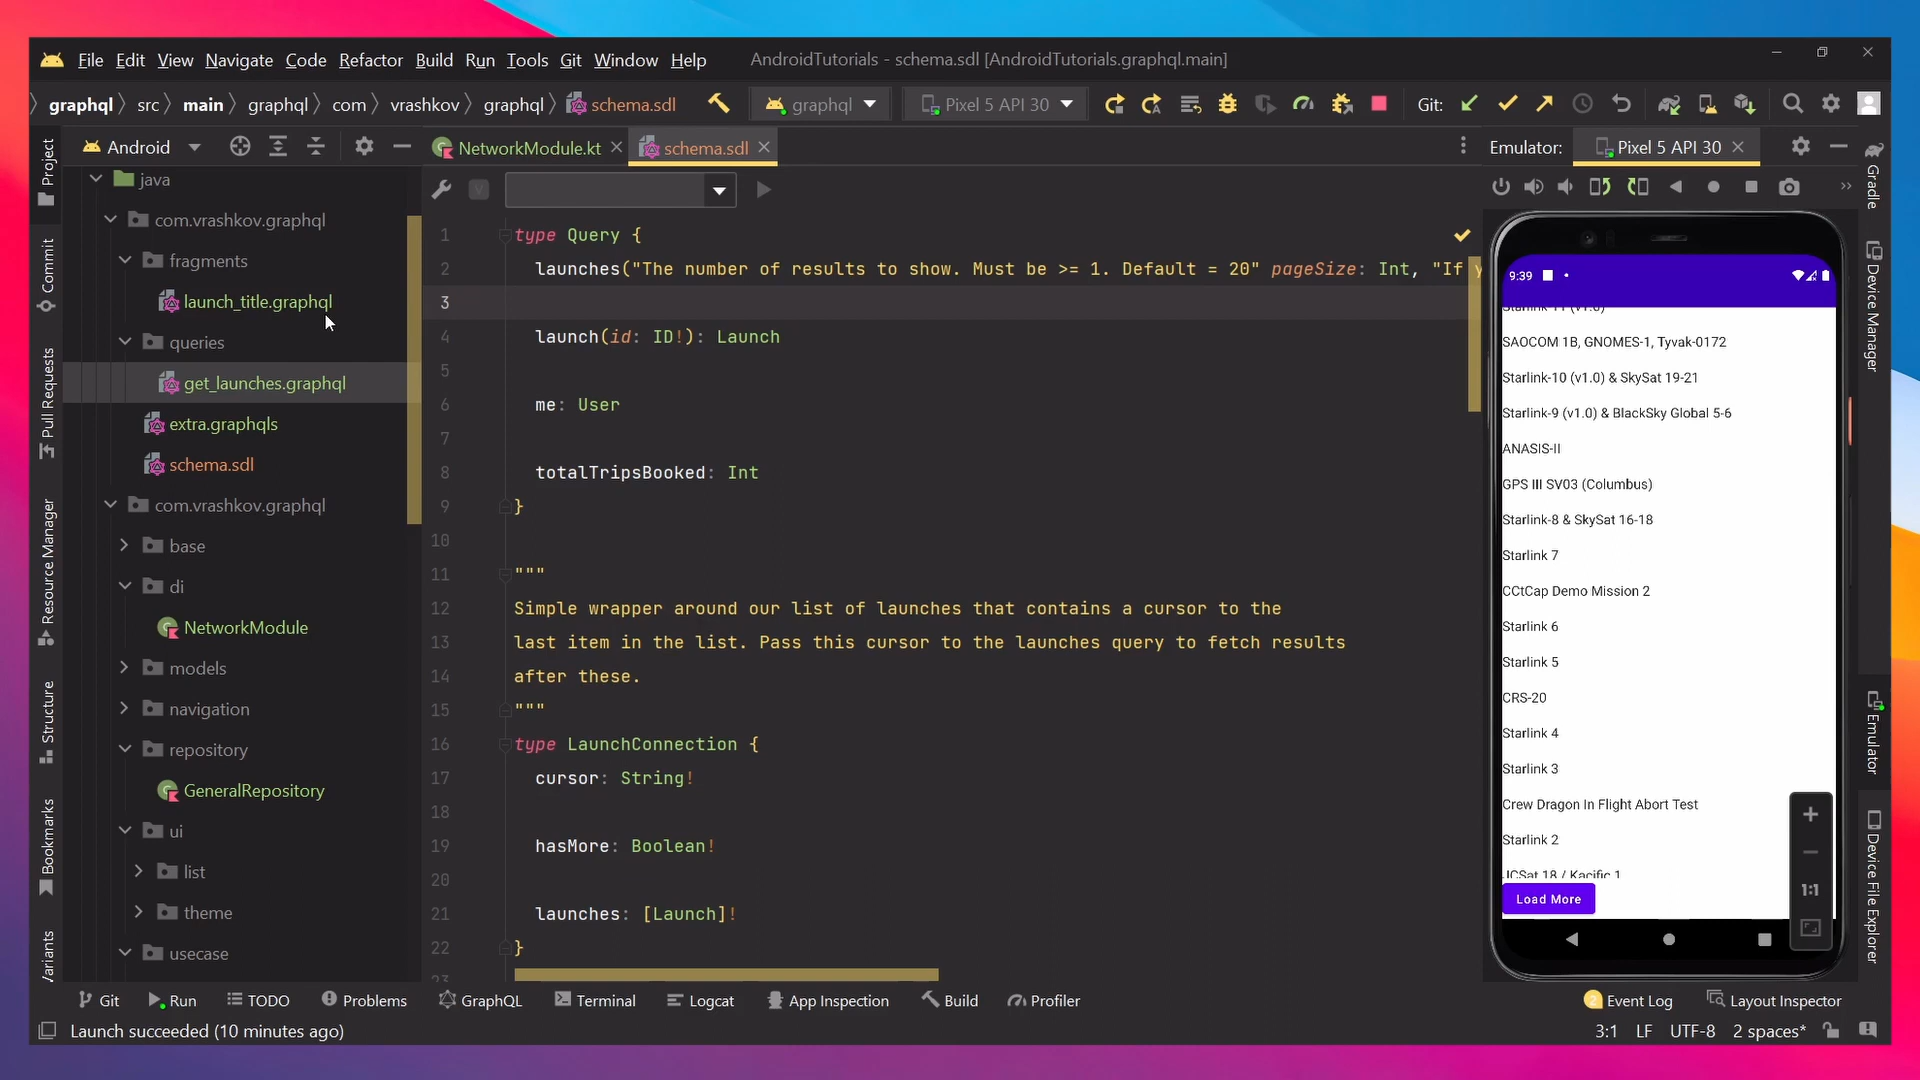 File Edit View Navigate Code Refactor Build Run Tools Git Window Help AndroidTutorials - schema.sdl [AndroidTutorials.graphql.main]
graphql src main graphql com vrashkov graphql schema.sdl graphql Pixel 5 API 30 Git:
Android NetworkModule.kt schema.sdl Emulator: Pixel 5 API 30
Project
Commit
Pull Requests
Resource Manager
Structure
Bookmarks
java
com.vrashkov.graphql
fragments
launch_title.graphql
queries
get_launches.graphql
extra.graphqls
schema.sdl
com.vrashkov.graphql
base
di
NetworkModule
models
navigation
repository
GeneralRepository
ui
list
theme
usecase
1 type Query {
2 launches("The number of results to show. Must be >= 1. Default = 20" pageSize: Int, "If
3
4 launch(id: ID!): Launch
5
6 me: User
7
8 totalTripsBooked: Int
9 }
10
11 """
12 Simple wrapper around our list of launches that contains a cursor to the
13 last item in the list. Pass this cursor to the launches query to fetch results
14 after these.
15 """
16 type LaunchConnection {
17 cursor: String!
18
19 hasMore: Boolean!
20
21 launches: [Launch]!
22 }
23
9:39
SAOCOM 1B, GNOMES-1, Tyvak-0172
Starlink-10 (v1.0) & SkySat 19-21
Starlink-9 (v1.0) & BlackSky Global 5-6
ANASIS-II
GPS III SV03 (Columbus)
Starlink-8 & SkySat 16-18
Starlink 7
CCtCap Demo Mission 2
Starlink 6
Starlink 5
CRS-20
Starlink 4
Starlink 3
Crew Dragon In Flight Abort Test
Starlink 2
JCSat 18 / Kacific 1
Load More
1:1
Gradle
Device Manager
Emulator
Device File Explorer
Git Run TODO Problems GraphQL Terminal Logcat App Inspection Build Profiler 2 Event Log Layout Inspector
Launch succeeded (10 minutes ago) 3:1 LF UTF-8 2 spaces*